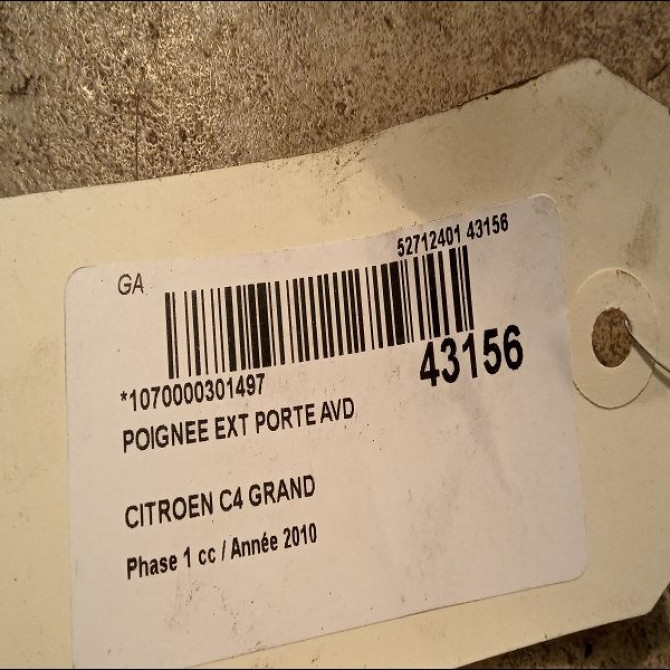 GA
52712401 43156
43156
*1070000301497
POIGNEE EXT PORTE AVD
CITROEN C4 GRAND
Phase 1 cc / Année 2010